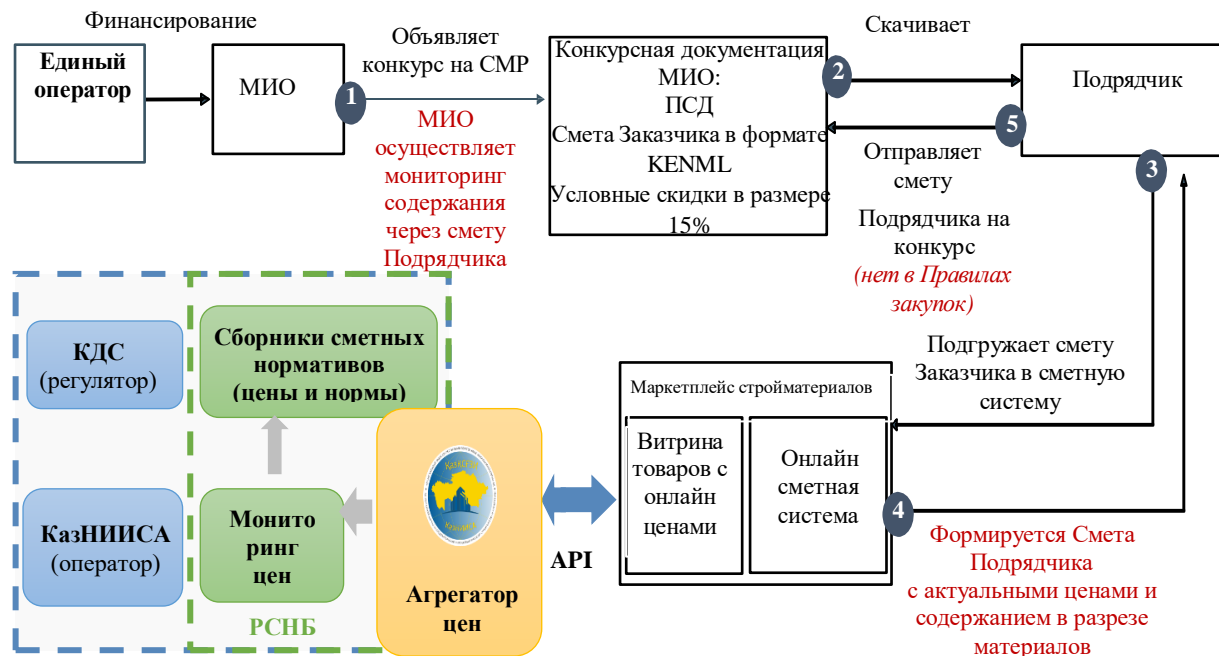 Финансирование
Единый
оператор
МИО
1
Объявляет
конкурс на СМР
МИО
осуществляет
мониторинг
содержания
через смету
Подрядчика
Конкурсная документация
МИО:
ПСД
Смета Заказчика в формате
KENML
Условные скидки в размере
15%
2
Скачивает
Подрядчик
5
3
Отправляет
смету
Подрядчика на
конкурс
(нет в Правилах
закупок)
Подгружает смету
Заказчика в сметную
систему
КДС
(регулятор)
КазНИИСА
(оператор)
Сборники сметных
нормативов
(цены и нормы)
Монито
ринг
цен
РСНБ
Агрегатор
цен
API
Маркетплейс стройматериалов
Витрина
товаров с
онлайн
ценами
Онлайн
сметная
система
4
Формируется Смета
Подрядчика
с актуальными ценами и
содержанием в разрезе
материалов